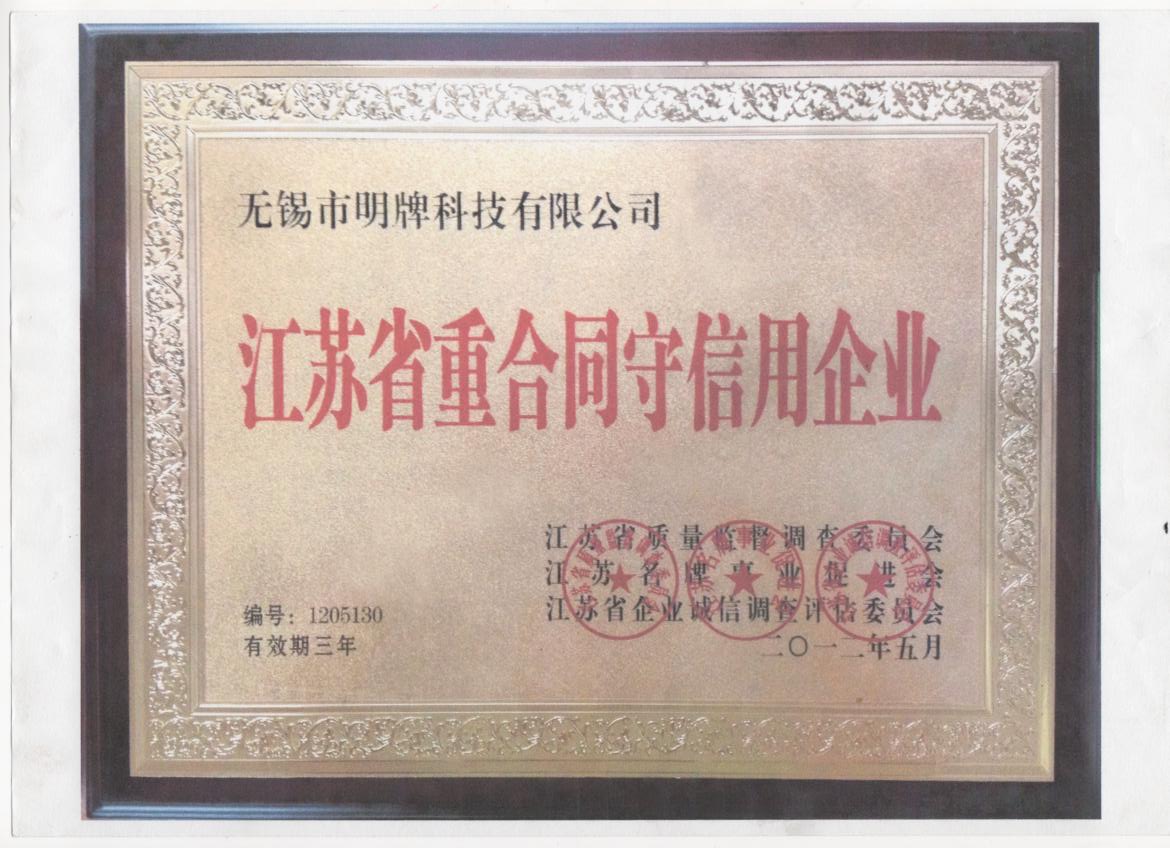 无锡市明牌科技有限公司
江苏省重合同守信用企业
江苏省质量监督调查委员会
江苏名牌事业促进会
江苏省企业诚信调查评估委员会
编号：1205130
有效期三年
二〇一二年五月